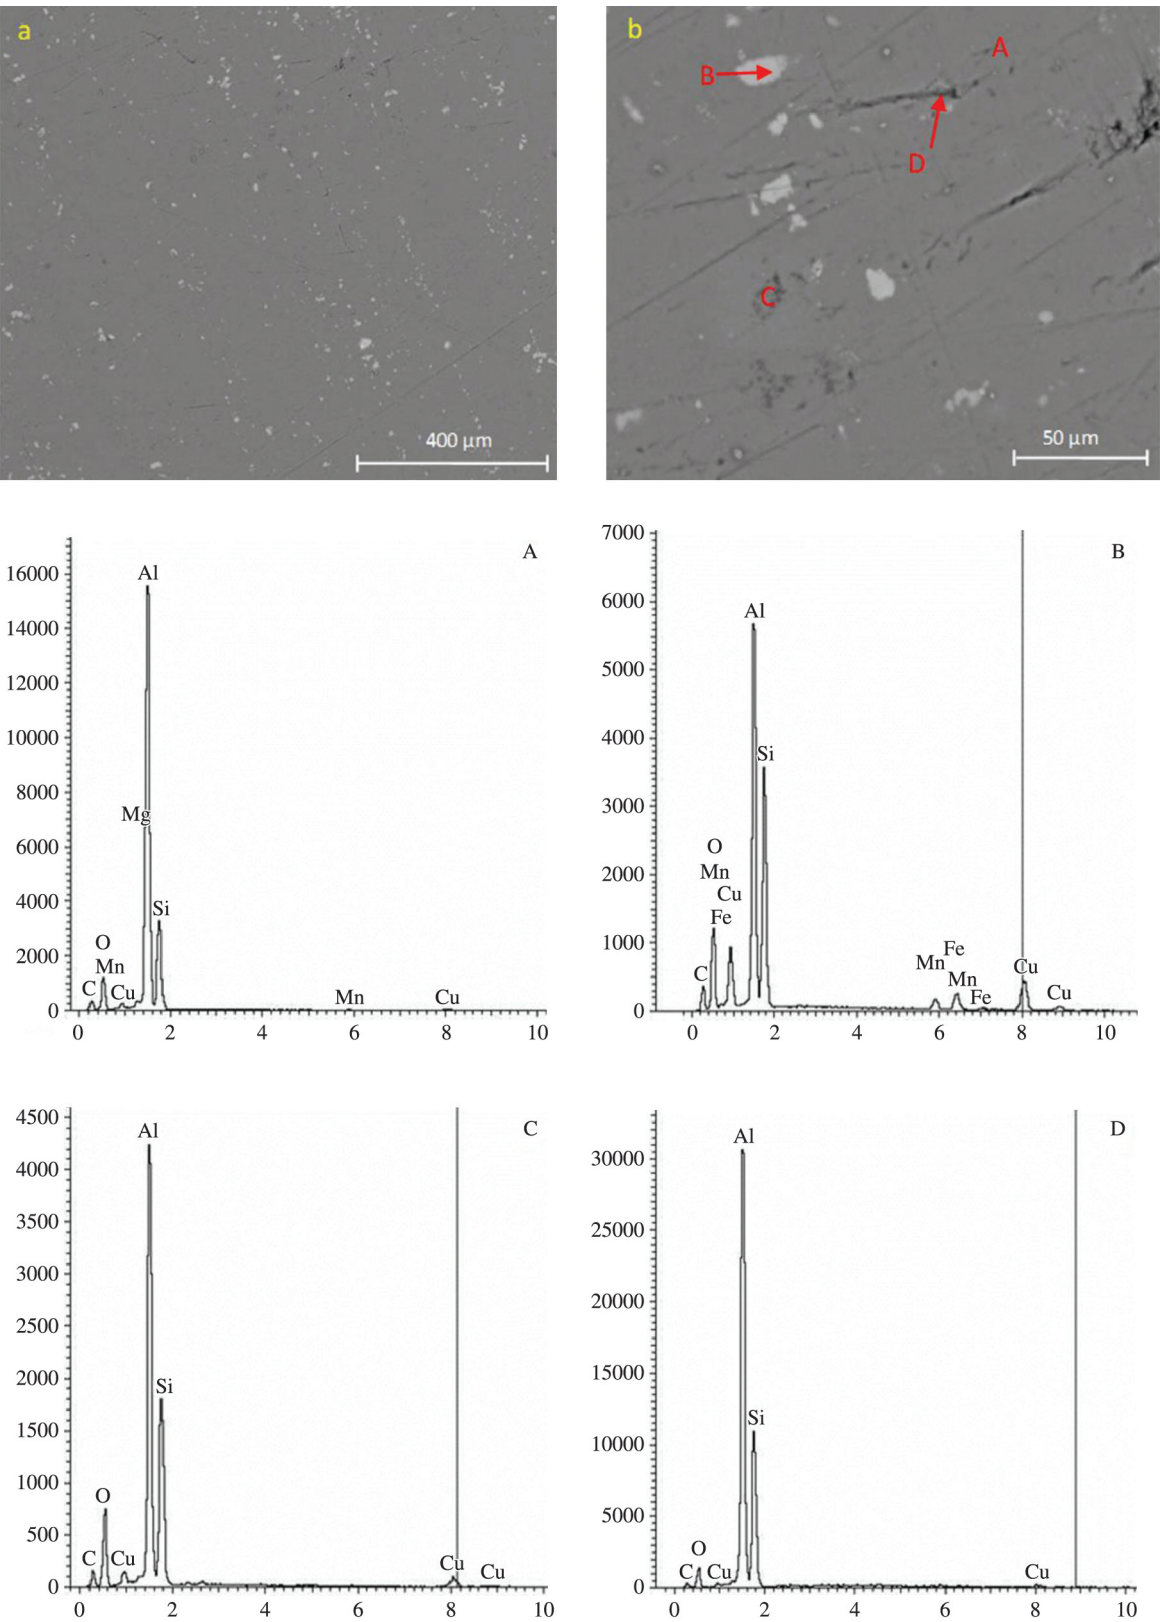 a
400 μm
b
A
B
D
C
50 μm
A
16000
14000
12000
10000
8000
6000
4000
2000
0
Al
Mg
Si
O
Mn
C
Cu
Mn
Cu
0 2 4 6 8 10
B
7000
6000
5000
4000
3000
2000
1000
0
Al
Si
O
Mn
Cu
Fe
C
Fe
Mn
Mn
Fe
Cu
Cu
0 2 4 6 8 10
C
4500
4000
3500
3000
2500
2000
1500
1000
500
0
Al
Si
O
C
Cu
Cu
Cu
0 2 4 6 8 10
D
30000
25000
20000
15000
10000
5000
0
Al
Si
O
C
Cu
Cu
0 2 4 6 8 10